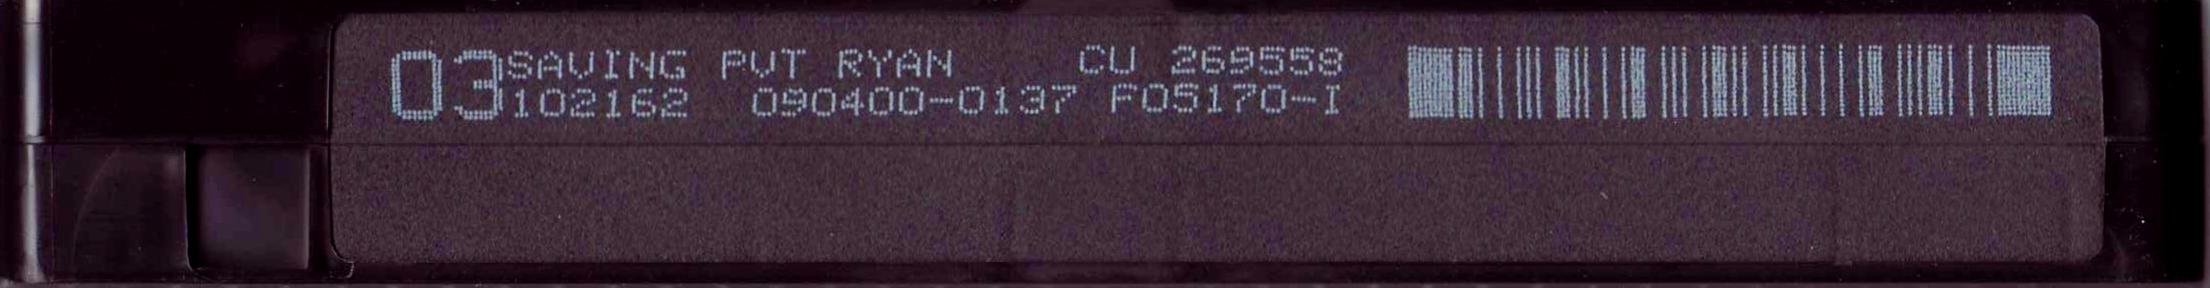 03 SAVING PVT RYAN CU 269558
102162 090400-0137 F05170-I